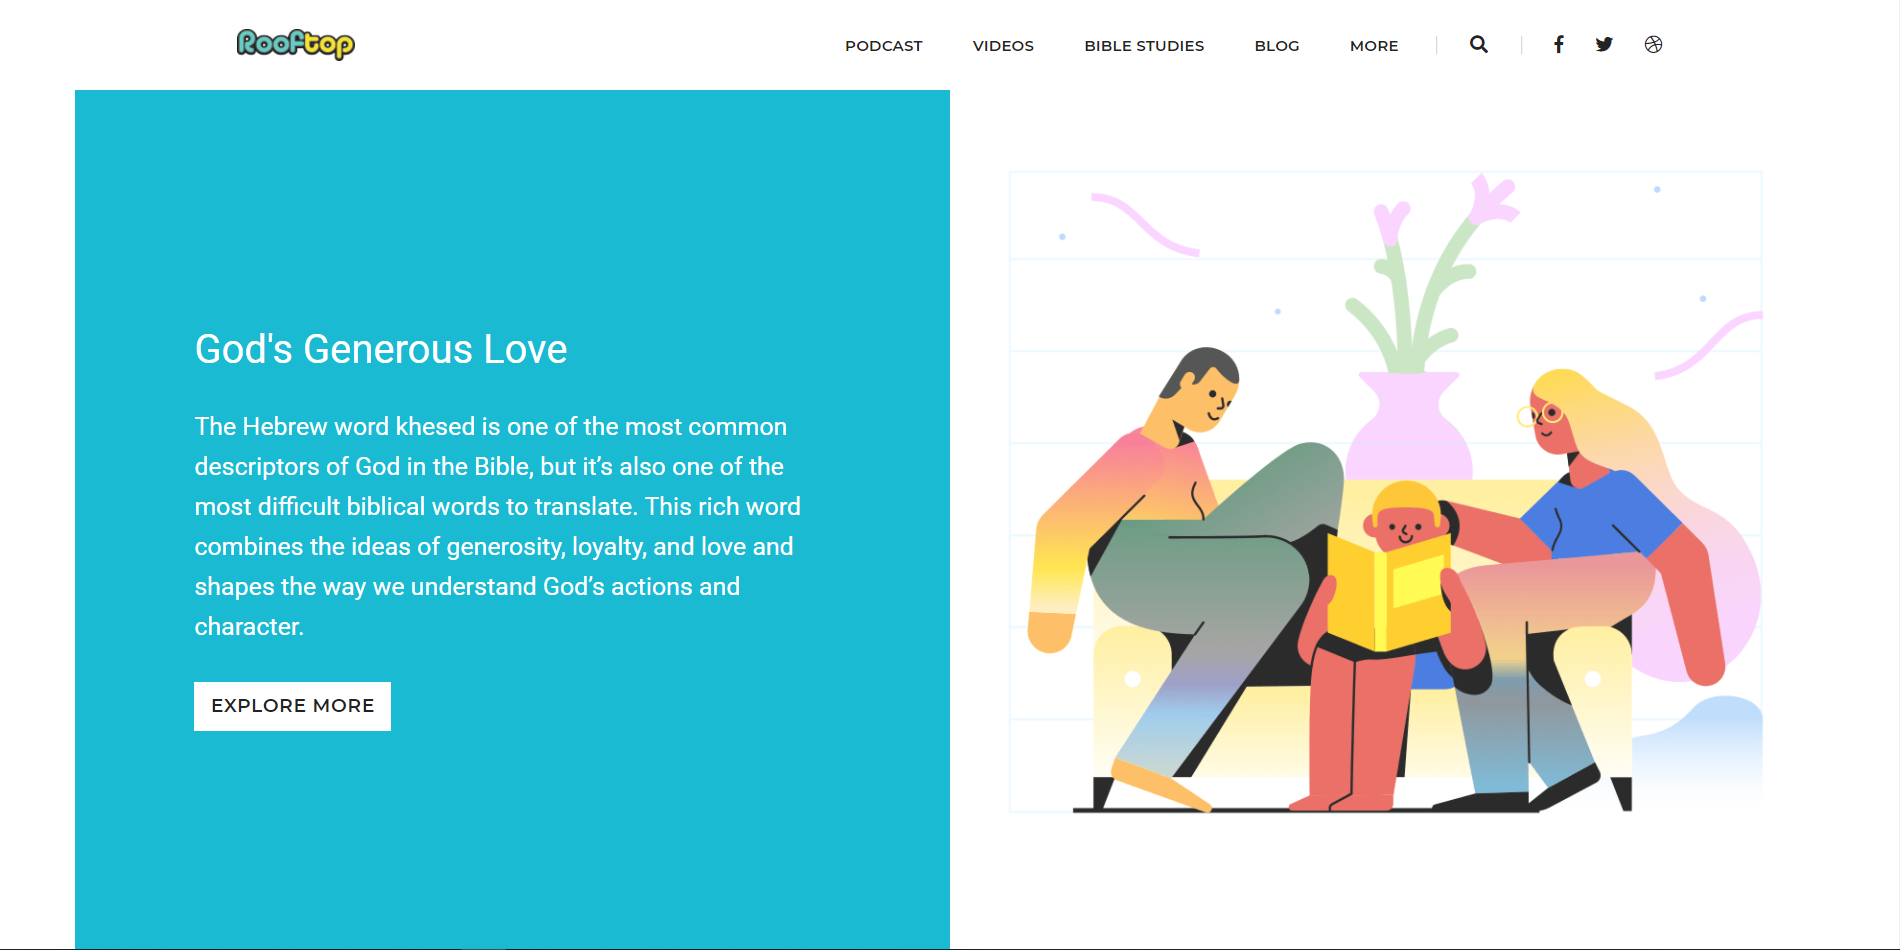 Rooftop
PODCAST
VIDEOS
BIBLE STUDIES
BLOG
MORE
God's Generous Love
The Hebrew word khesed is one of the most common
descriptors of God in the Bible, but it’s also one of the
most difficult biblical words to translate. This rich word
combines the ideas of generosity, loyalty, and love and
shapes the way we understand God’s actions and
character.
EXPLORE MORE